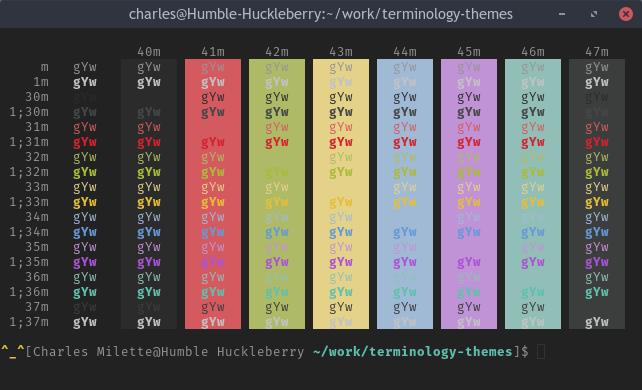 charles@Humble-Huckleberry:~/work/terminology-themes
40m 41m 42m 43m 44m 45m 46m 47m
m gYw gYw gYw gYw gYw gYw gYw gYw gYw
1m gYw gYw gYw gYw gYw gYw gYw gYw gYw
30m gYw gYw gYw gYw gYw gYw gYw
1;30m gYw gYw gYw gYw gYw gYw gYw gYw gYw
31m gYw gYw gYw gYw gYw gYw gYw gYw
1;31m gYw gYw gYw gYw gYw gYw gYw gYw gYw
32m gYw gYw gYw gYw gYw gYw gYw gYw
1;32m gYw gYw gYw gYw gYw gYw gYw gYw gYw
33m gYw gYw gYw gYw gYw gYw gYw gYw
1;33m gYw gYw gYw gYw gYw gYw gYw gYw gYw
34m gYw gYw gYw gYw gYw gYw gYw gYw
1;34m gYw gYw gYw gYw gYw gYw gYw gYw gYw
35m gYw gYw gYw gYw gYw gYw gYw gYw
1;35m gYw gYw gYw gYw gYw gYw gYw gYw gYw
36m gYw gYw gYw gYw gYw gYw gYw gYw
1;36m gYw gYw gYw gYw gYw gYw gYw gYw gYw
37m gYw gYw gYw gYw gYw gYw gYw gYw
1;37m gYw gYw gYw gYw gYw gYw gYw gYw gYw
^_^[Charles Milette@Humble Huckleberry ~/work/terminology-themes]$